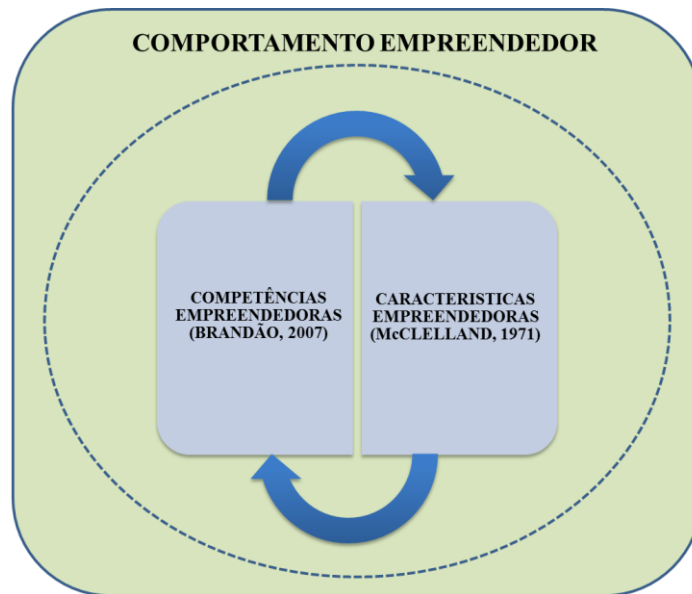 COMPORTAMENTO EMPREENDEDOR
COMPETÊNCIAS
EMPREENDEDORAS
(BRANDÃO, 2007)
CARACTERISTICAS
EMPREENDEDORAS
(McCLELLAND, 1971)